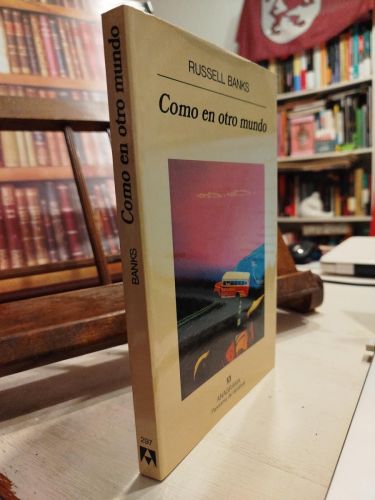 RUSSELL BANKS
Como en otro mundo
ANAGRAMA
Panorama de narrativas
Como en otro mundo
BANKS
297